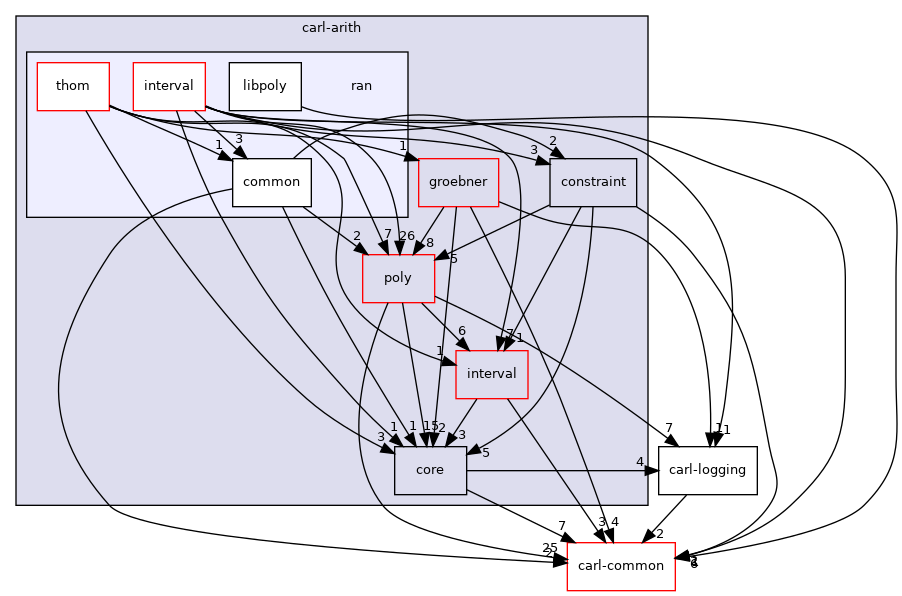 carl-arith
thom
interval
libpoly
ran
1
3
1
3
2
common
groebner
constraint
2
7
26
8
5
poly
1
6
7
1
interval
3
1
1
15
2
3
5
7
11
core
4
carl-logging
25
2
7
3
4
2
carl-common
6